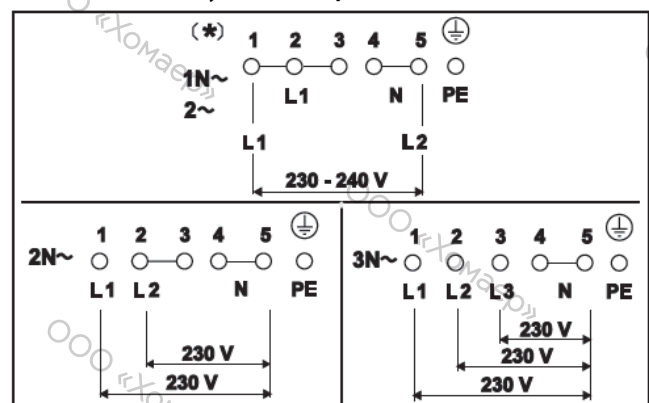 (*) 1 2 3 4 5
1N~ L1 N PE
2~
L1 L2
230 - 240 V
1 2 3 4 5
2N~
L1 L2 N PE
230 V
230 V
1 2 3 4 5
3N~
L1 L2 L3 N PE
230 V
230 V
230 V
ООО «Хомаер»
ООО «Хомаер»
ООО «Хомаер»